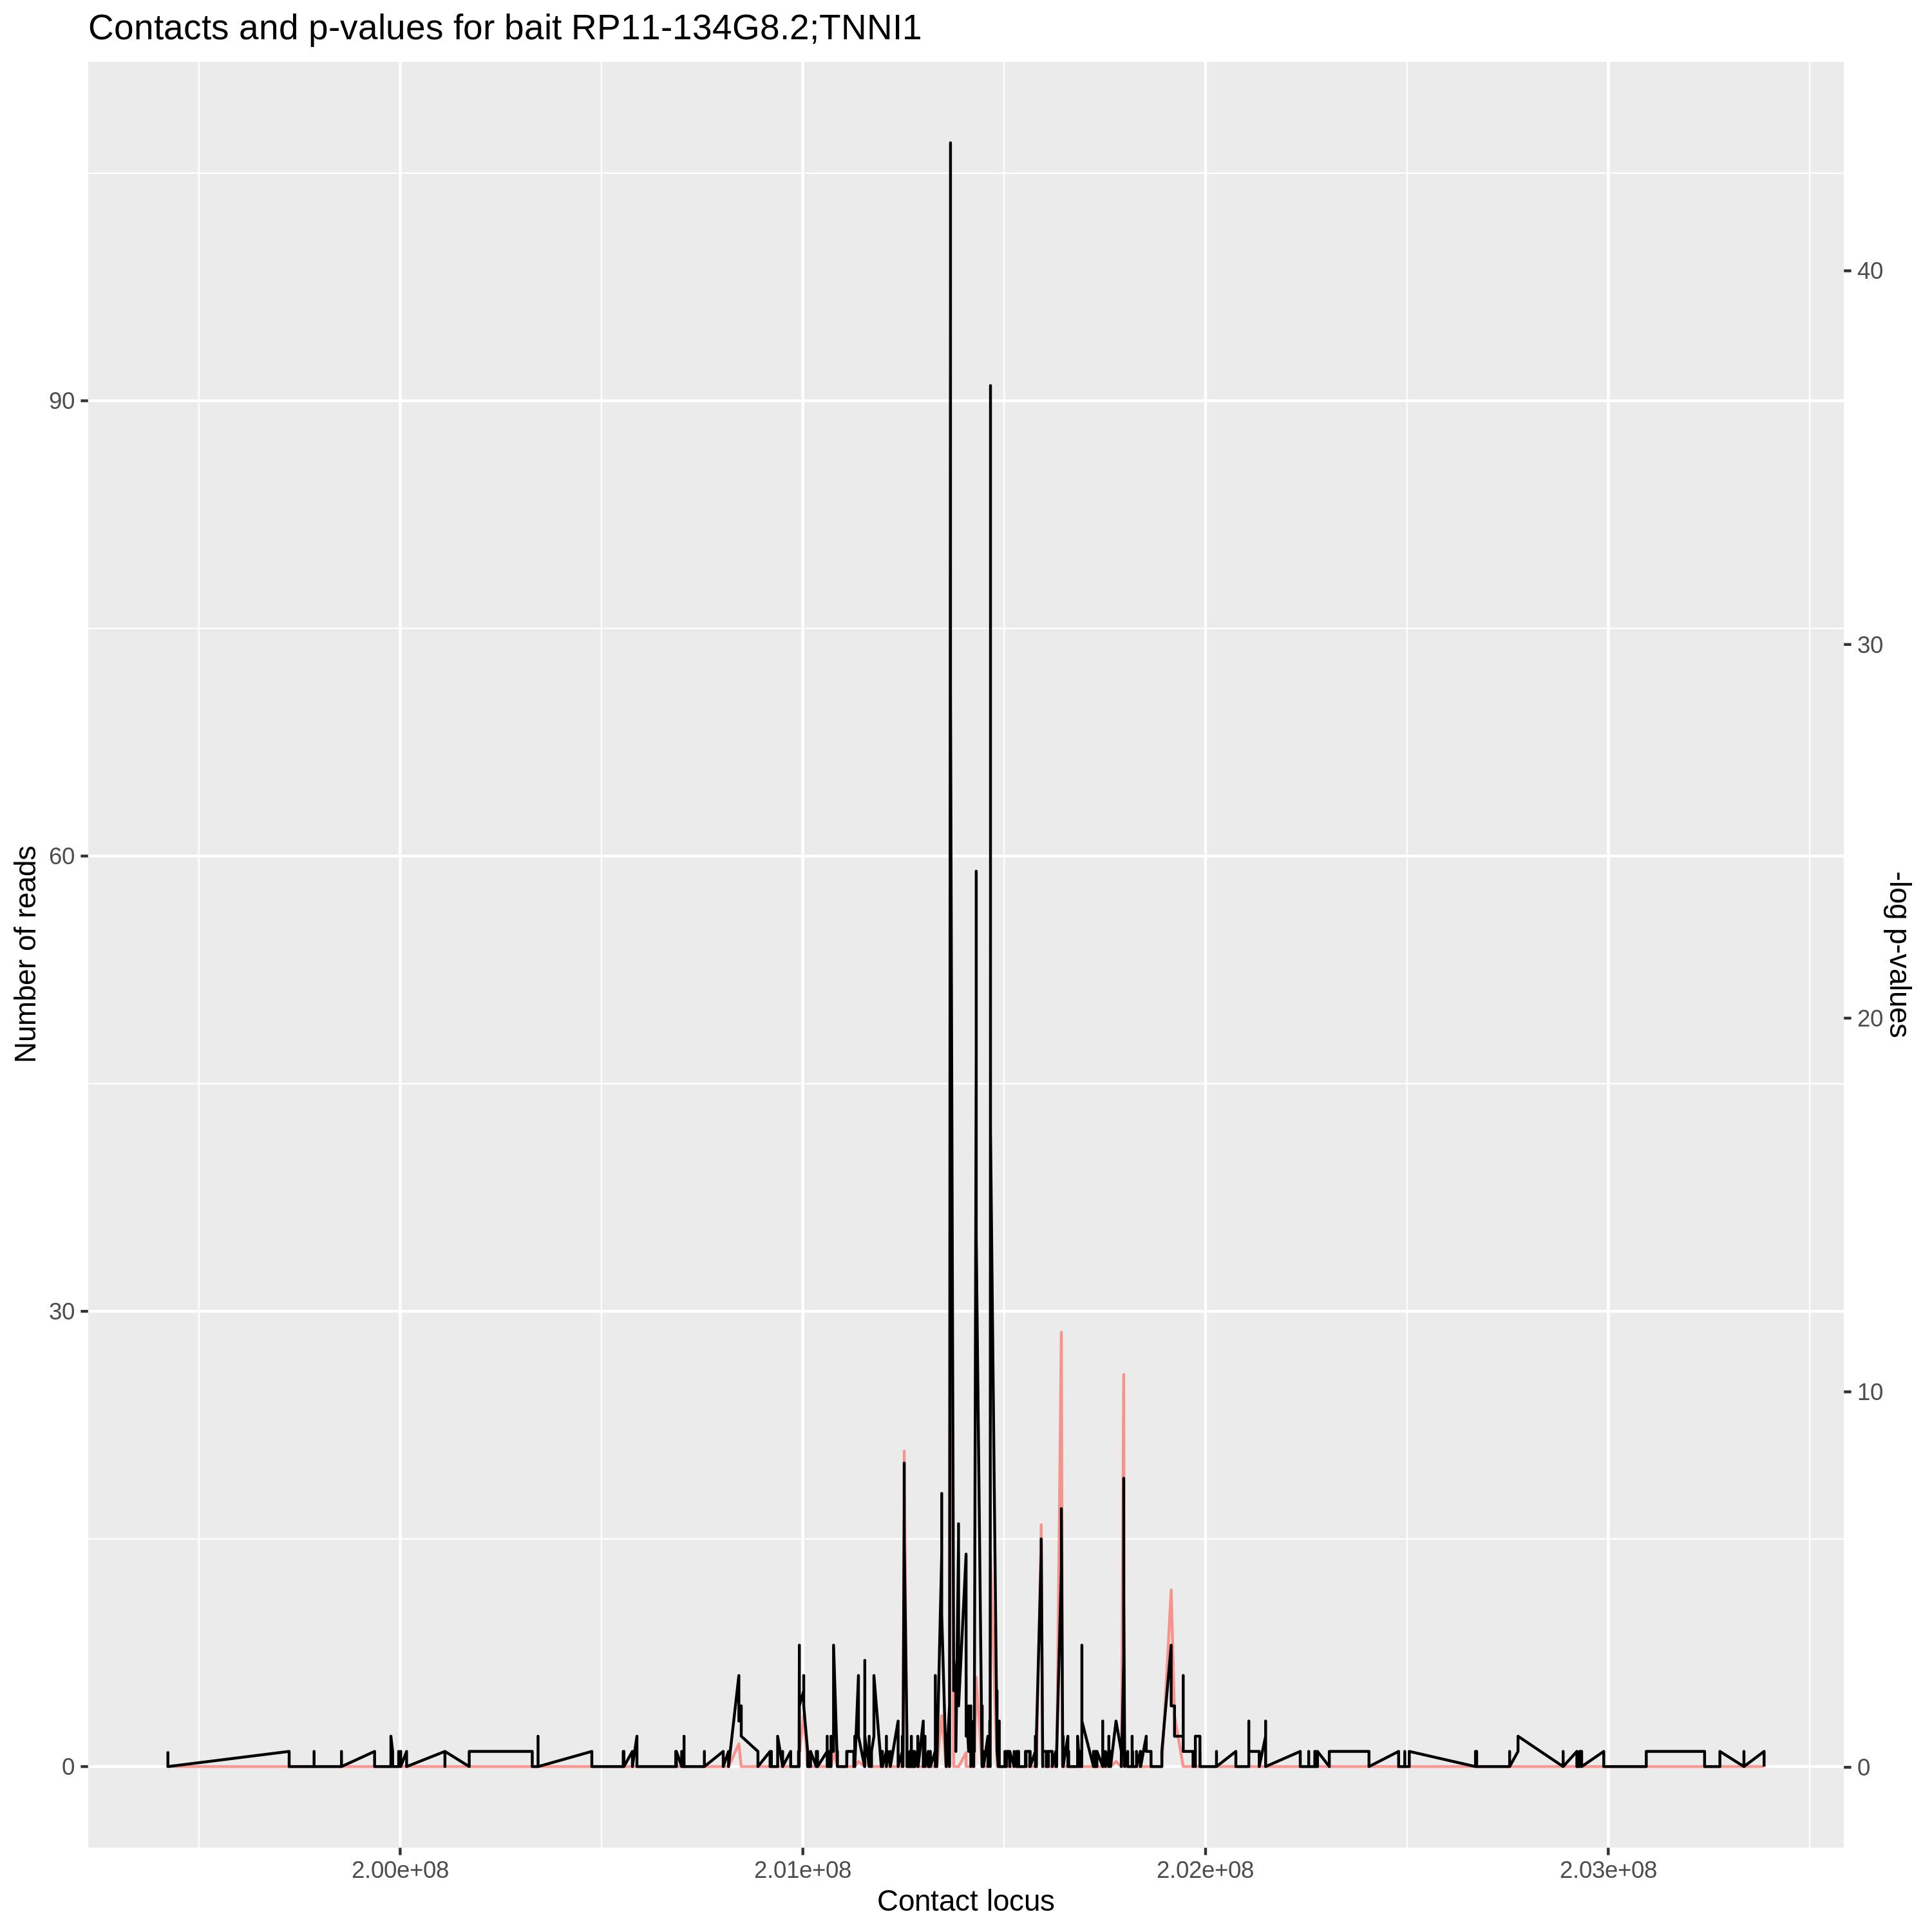 Contacts and p-values for bait RP11-134G8.2;TNNI1
Number of reads
90
60
30
0
40
30
20
10
0
-log p-values
2.00e+08 2.01e+08 2.02e+08 2.03e+08
Contact locus